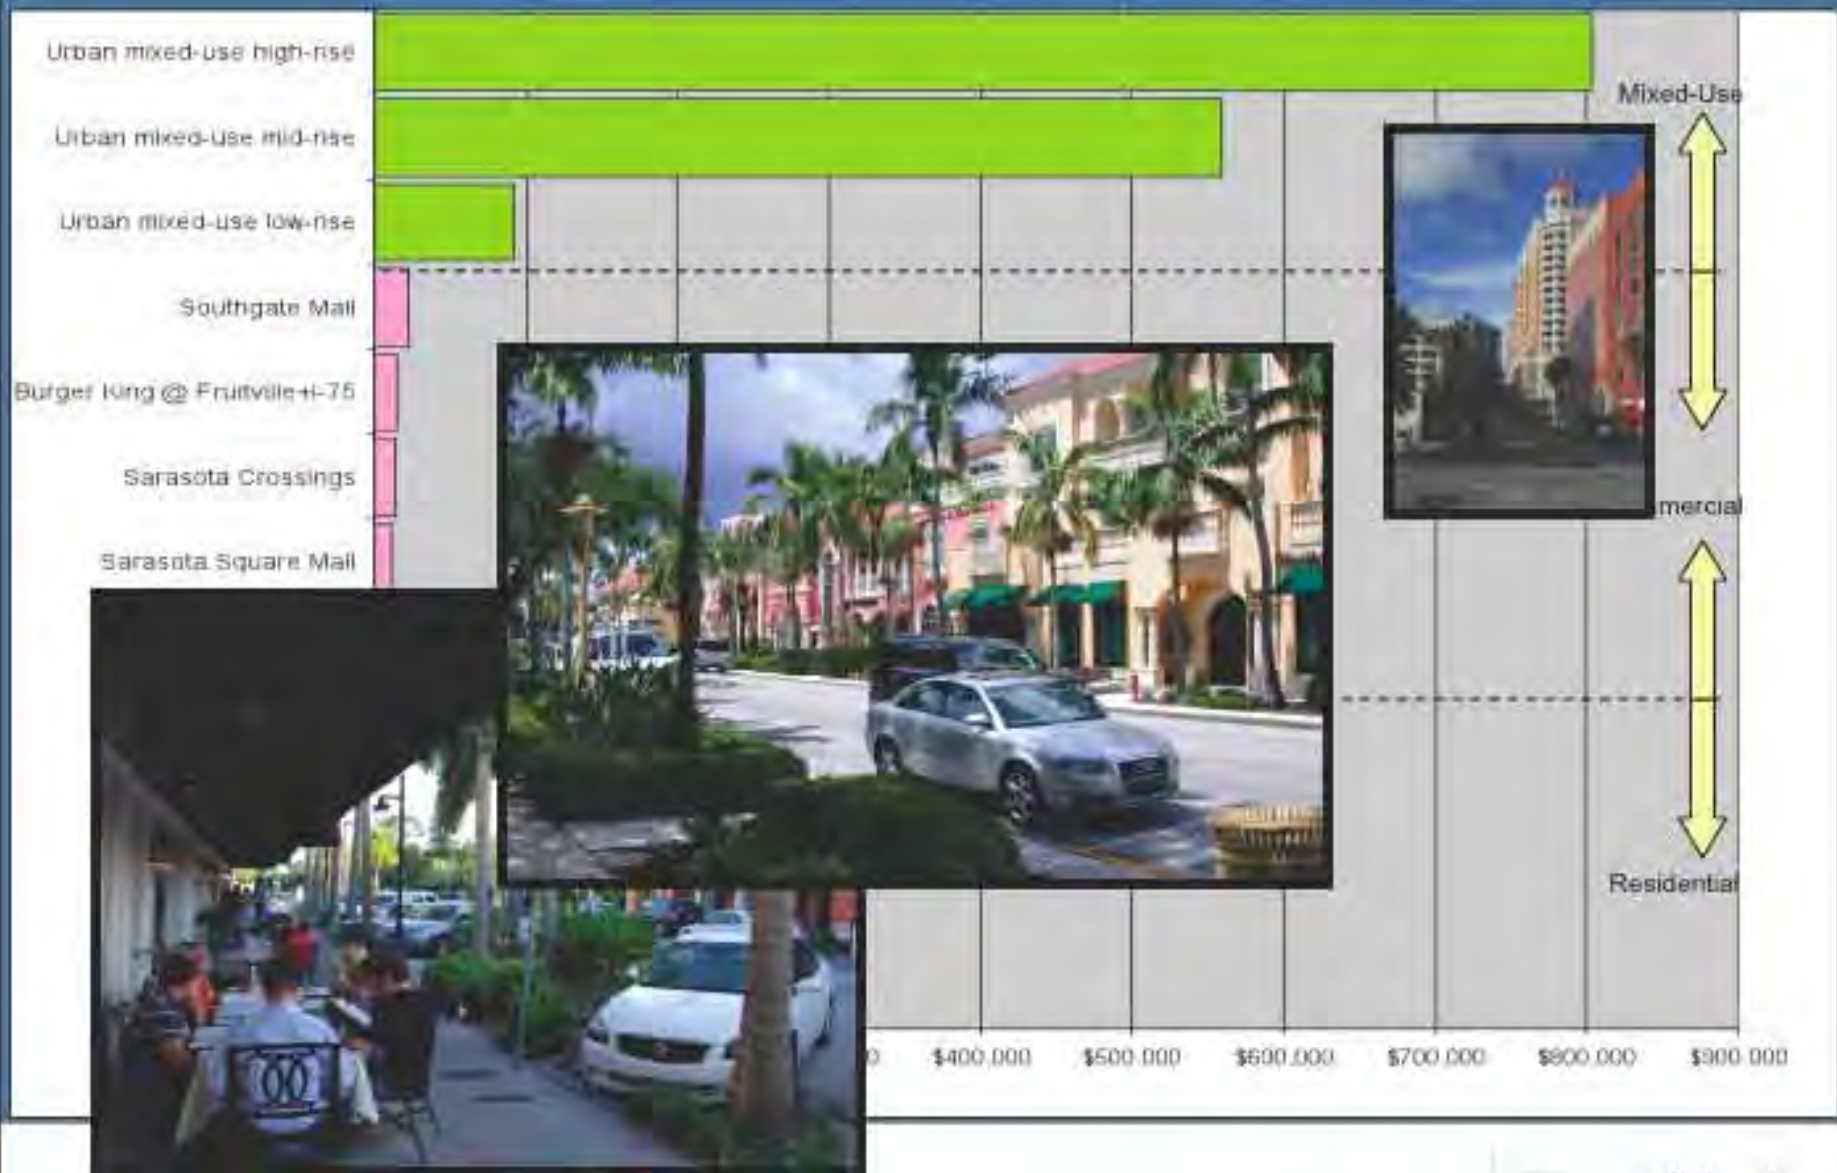 Urban mixed-use high-rise
Mixed-Use
Urban mixed-use mid-rise
Urban mixed-use low-rise
Southgate Mall
Burger King @ Fruitville+I-75
Sarasota Crossings
mercial
Sarasota Square Mall
Residential
0 $400,000 $500,000 $600,000 $700,000 $800,000 $900,000